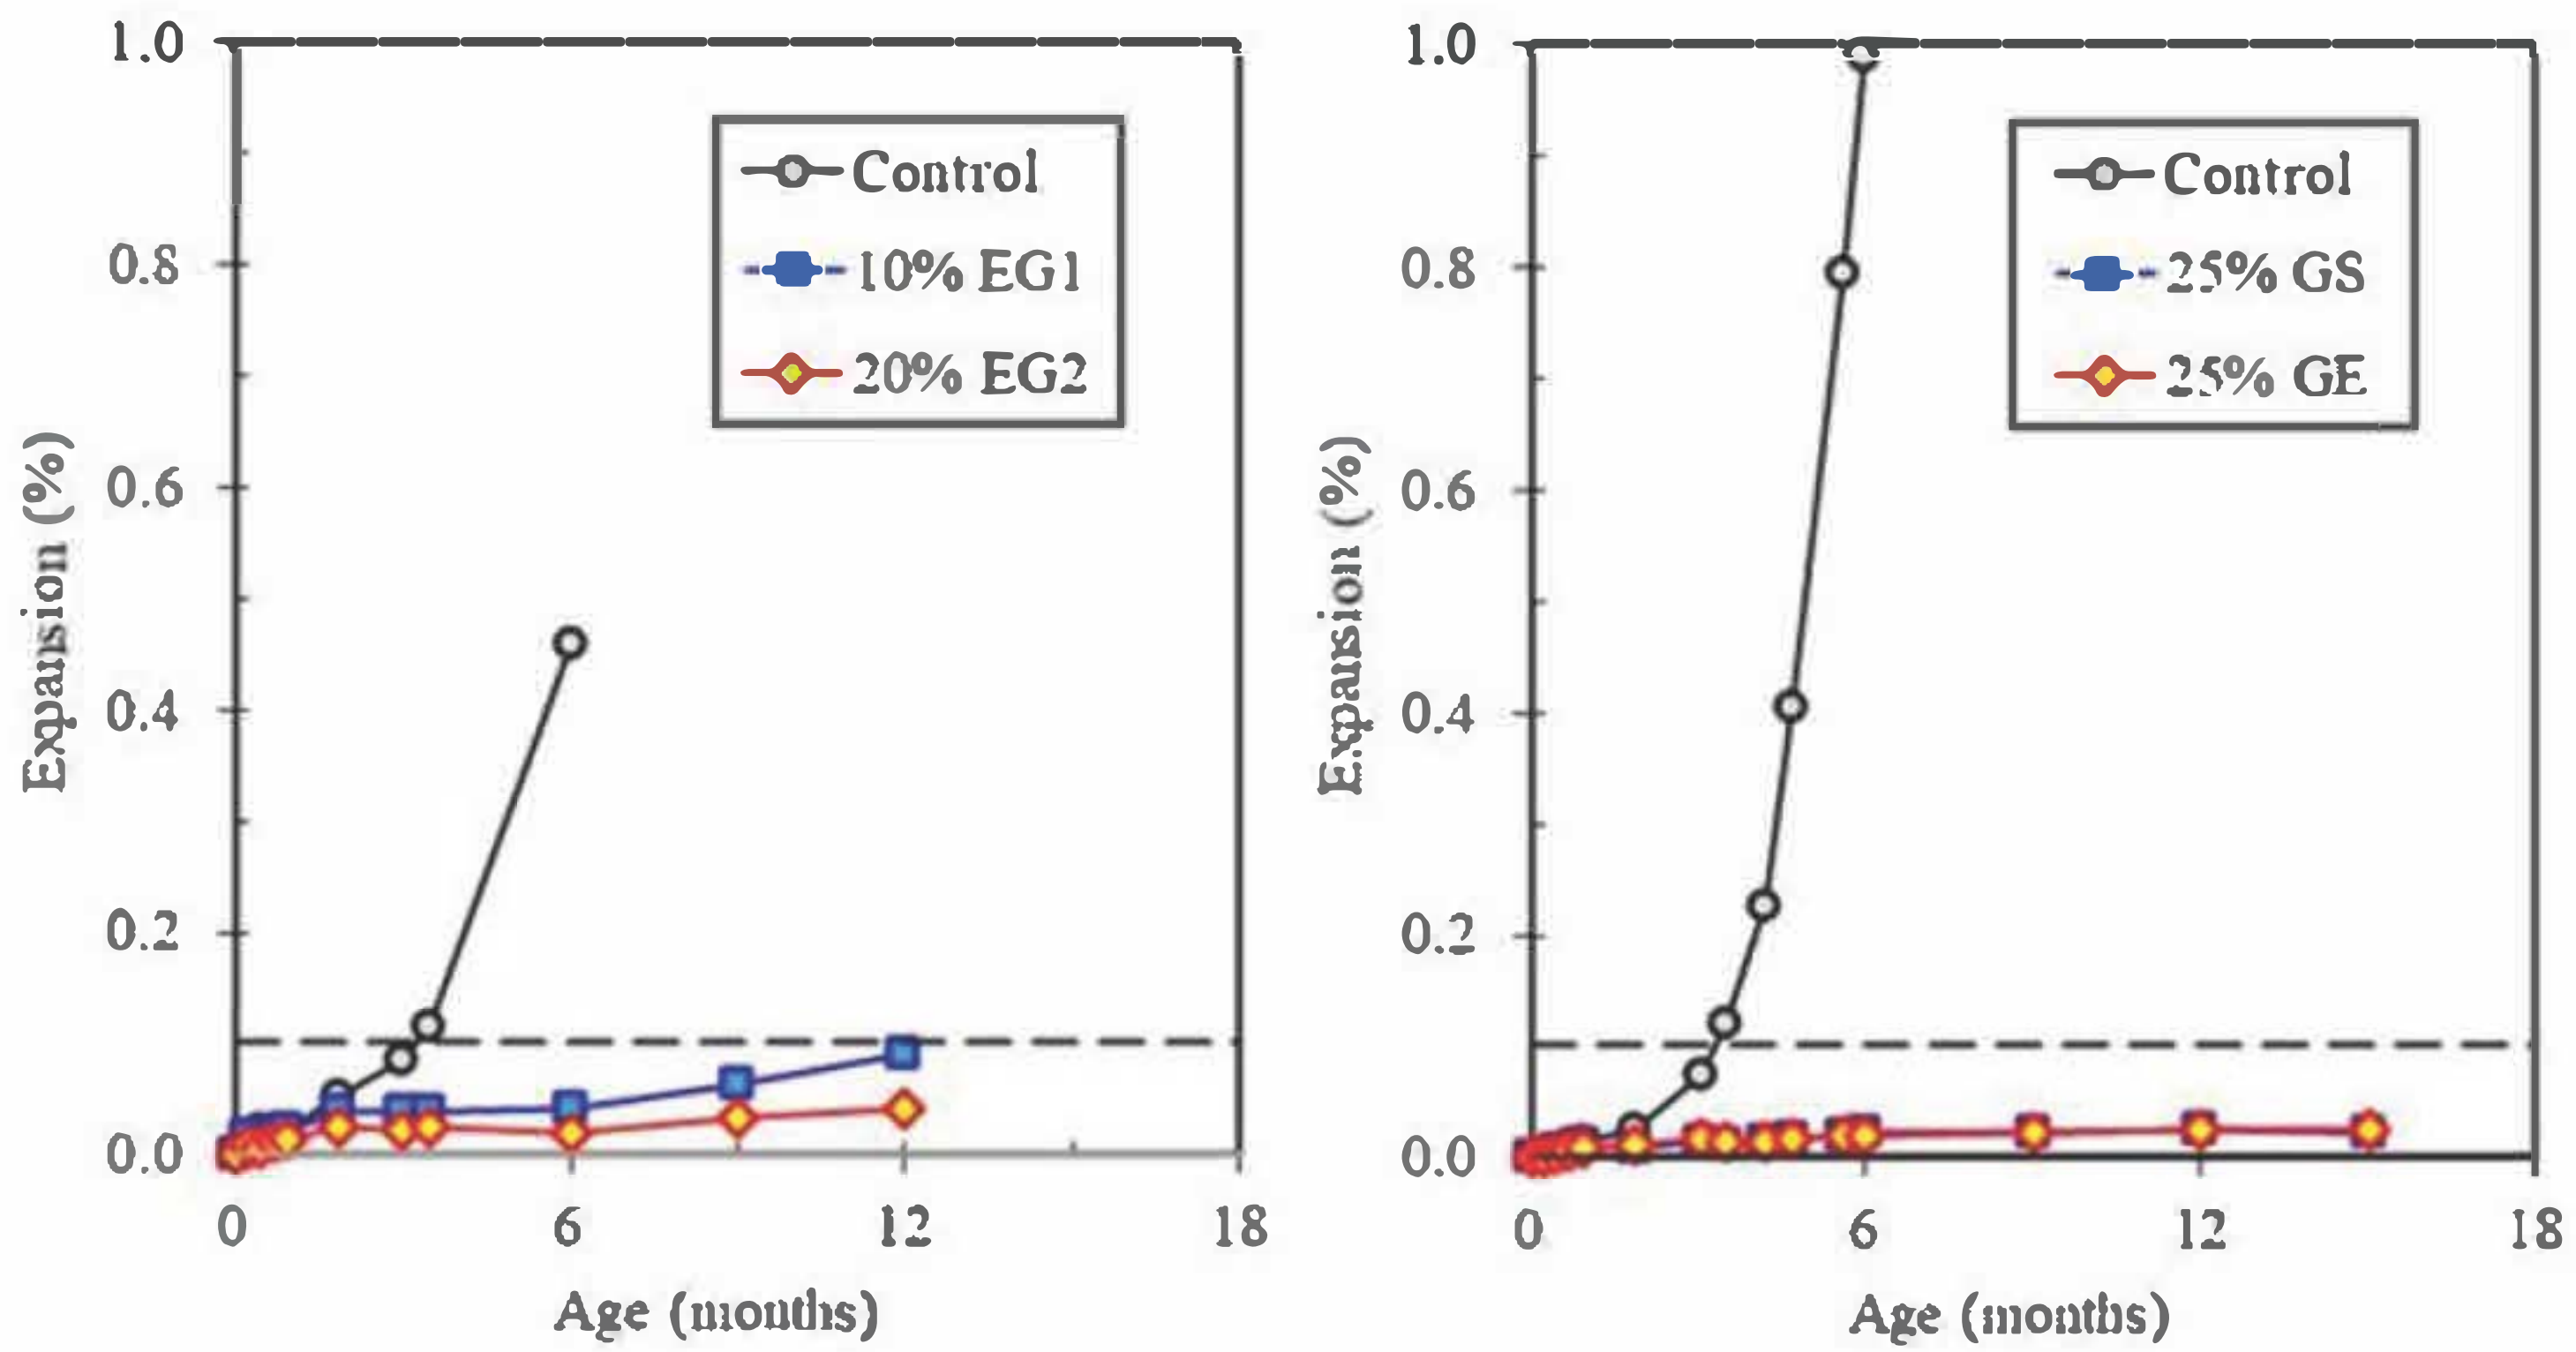 1.0
0.8
0.6
0.4
0.2
0.0
Expansion (%)
Control
10% EG1
20% EG2
0 6 12 18
Age (months)
1.0
0.8
0.6
0.4
0.2
0.0
Expansion (%)
Control
25% GS
25% GE
0 6 12 18
Age (months)